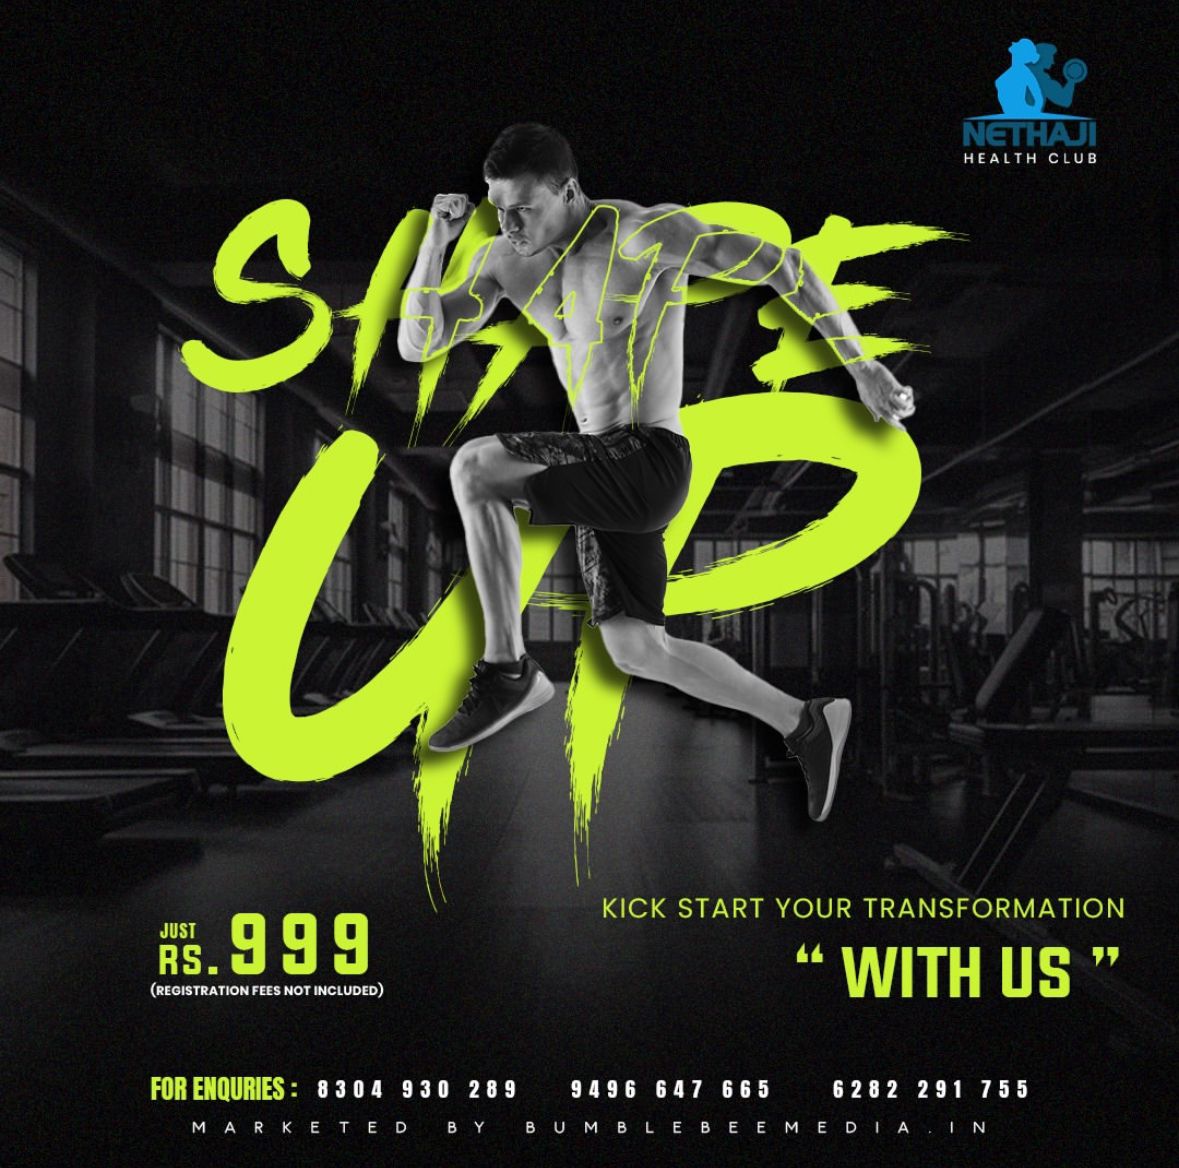 NETHAJI
HEALTH CLUB
SHAPE
UP
KICK START YOUR TRANSFORMATION
“ WITH US ”
JUST
RS. 999
(REGISTRATION FEES NOT INCLUDED)
FOR ENQURIES : 8304 930 289 9496 647 665 6282 291 755
MARKETED BY BUMBLEBEEMEDIA.IN